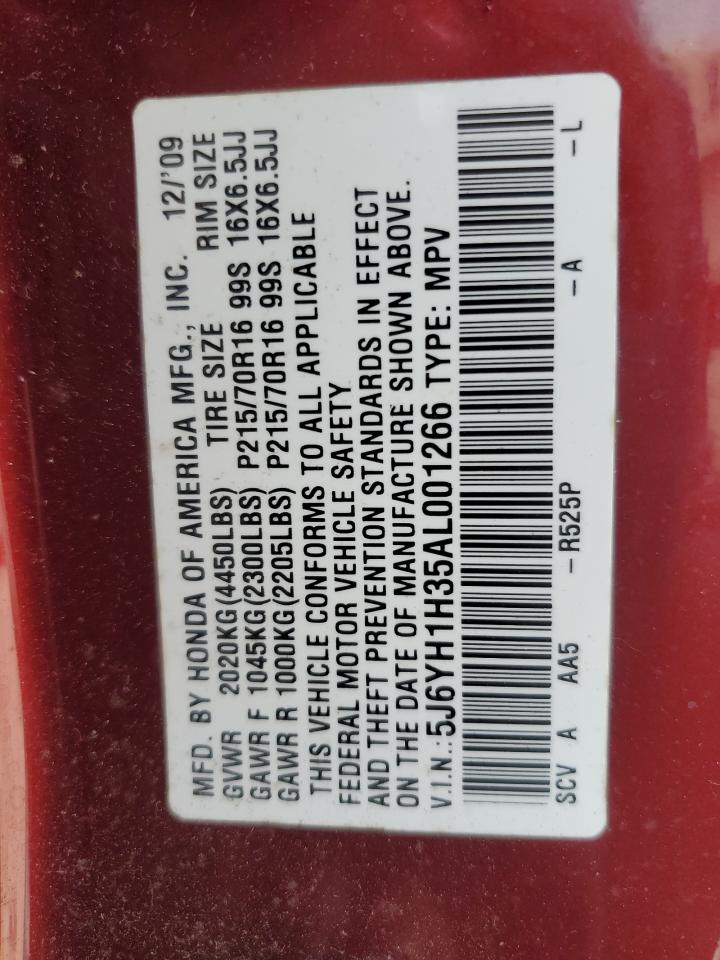 MFD. BY HONDA OF AMERICA MFG., INC. 12/'09
GVWR 2020KG(4450LBS) TIRE SIZE RIM SIZE
GAWR F 1045KG(2300LBS) P215/70R16 99S 16X6.5JJ
GAWR R 1000KG(2205LBS) P215/70R16 99S 16X6.5JJ
THIS VEHICLE CONFORMS TO ALL APPLICABLE
FEDERAL MOTOR VEHICLE SAFETY
AND THEFT PREVENTION STANDARDS IN EFFECT
ON THE DATE OF MANUFACTURE SHOWN ABOVE.
V.I.N.:5J6YH1H35AL001266 TYPE: MPV
SCV A AA5 -R525P -A -L